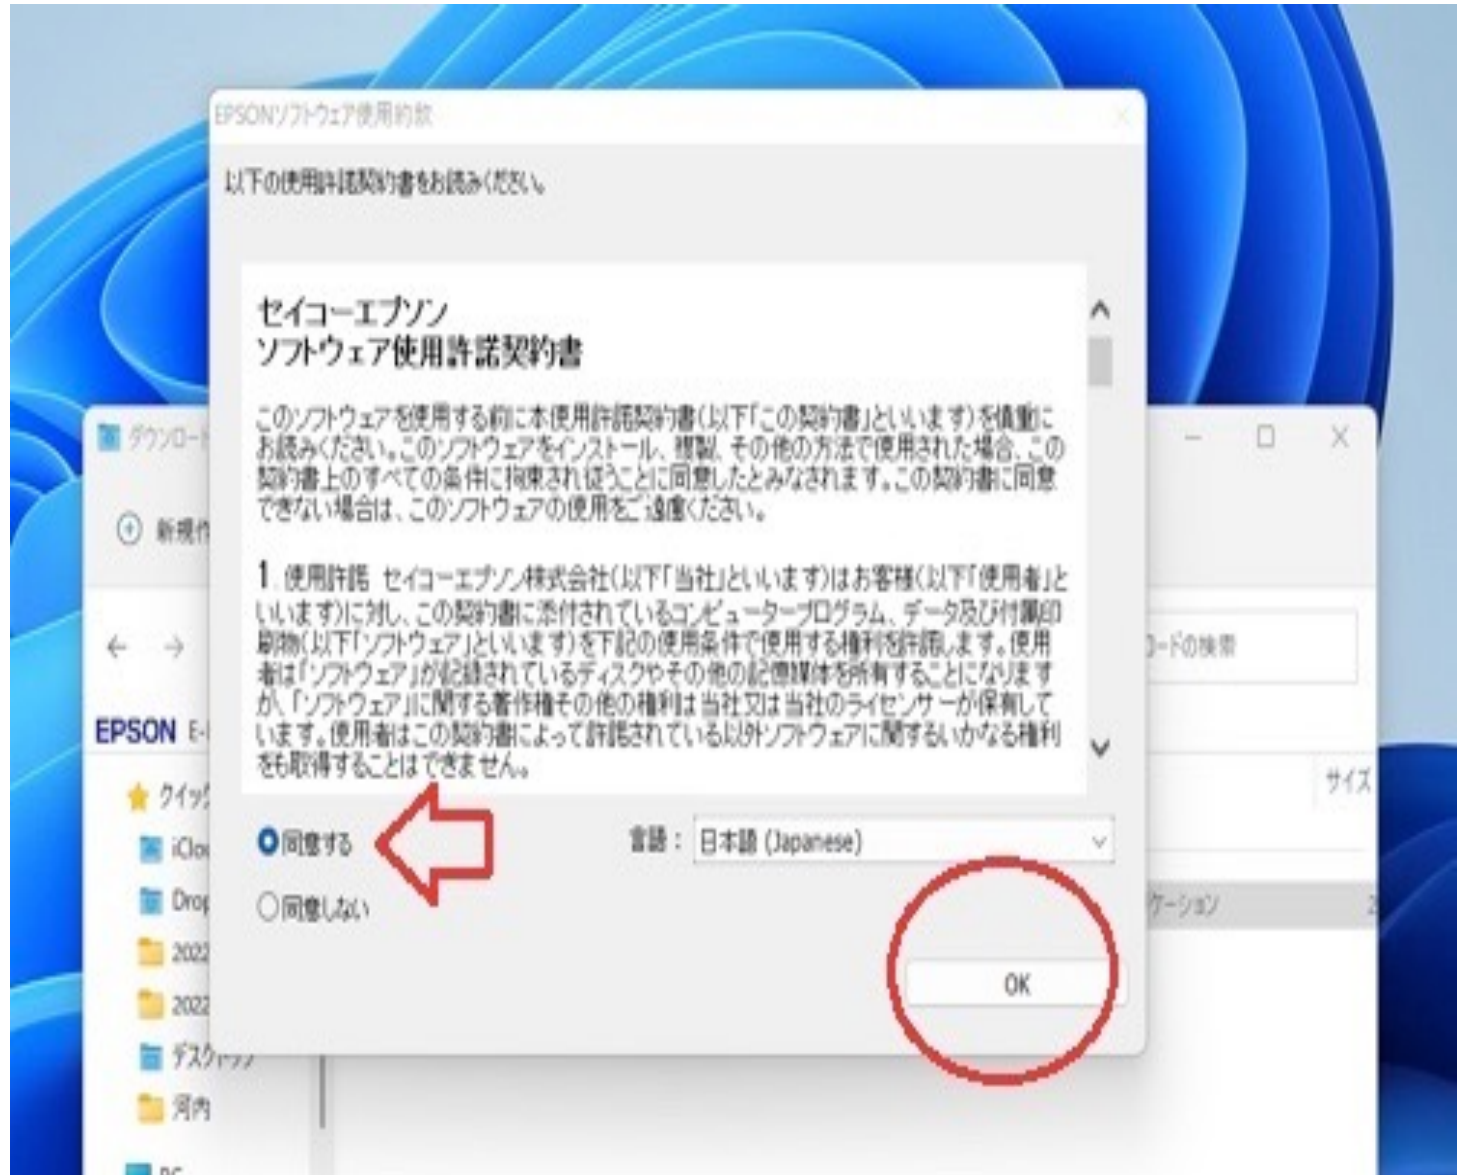 EPSONソフトウェア使用約款
以下の使用許諾契約書をお読みください。
セイコーエプソン
ソフトウェア使用許諾契約書
このソフトウェアを使用する前に本使用許諾契約書(以下「この契約書」といいます)を慎重に
お読みください。このソフトウェアをインストール、複製、その他の方法で使用された場合、この
契約書上のすべての条件に拘束され従うことに同意したとみなされます。この契約書に同意
できない場合は、このソフトウェアの使用をご遠慮ください。
1. 使用許諾 セイコーエプソン株式会社(以下「当社」といいます)はお客様(以下「使用者」と
いいます)に対し、この契約書に添付されているコンピュータープログラム、データ及び付属印
刷物(以下「ソフトウェア」といいます)を下記の使用条件で使用する権利を許諾します。使用
者は「ソフトウェア」が記録されているディスクやその他の記憶媒体を所有することになります
が、「ソフトウェア」に関する著作権その他の権利は当社又は当社のライセンサーが保有して
います。使用者はこの契約書によって許諾されている以外ソフトウェアに関するいかなる権利
をも取得することはできません。
同意する
言語: 日本語 (Japanese)
同意しない
OK
ダウンロート
新規作
ードの検索
EPSON E-
サイズ
クイック
iClou
Drop
ケーション 2
2022
2022
デスクトップ
河内
PC